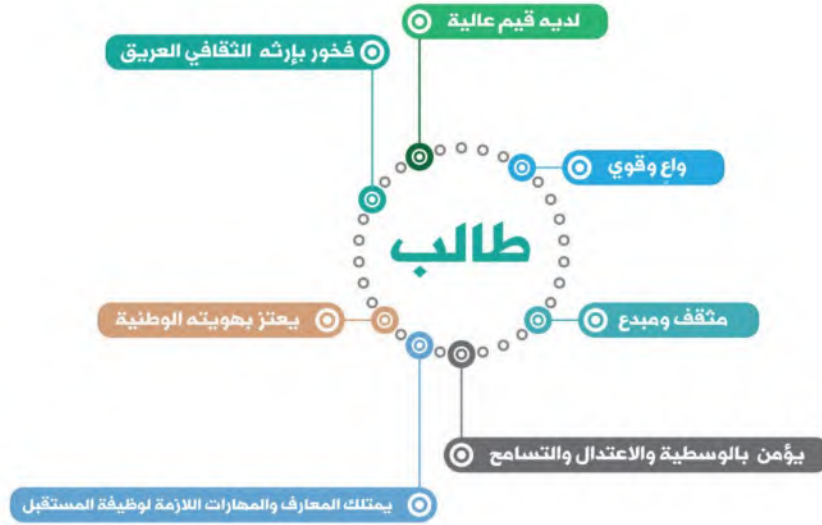 لديه قيم عالية
فخور بإرثه الثقافي العريق
واعٍ وقوي
طالب
يعتز بهويته الوطنية
مثقف ومبدع
يؤمن بالوسطية والاعتدال والتسامح
يمتلك المعارف والمهارات اللازمة لوظيفة المستقبل